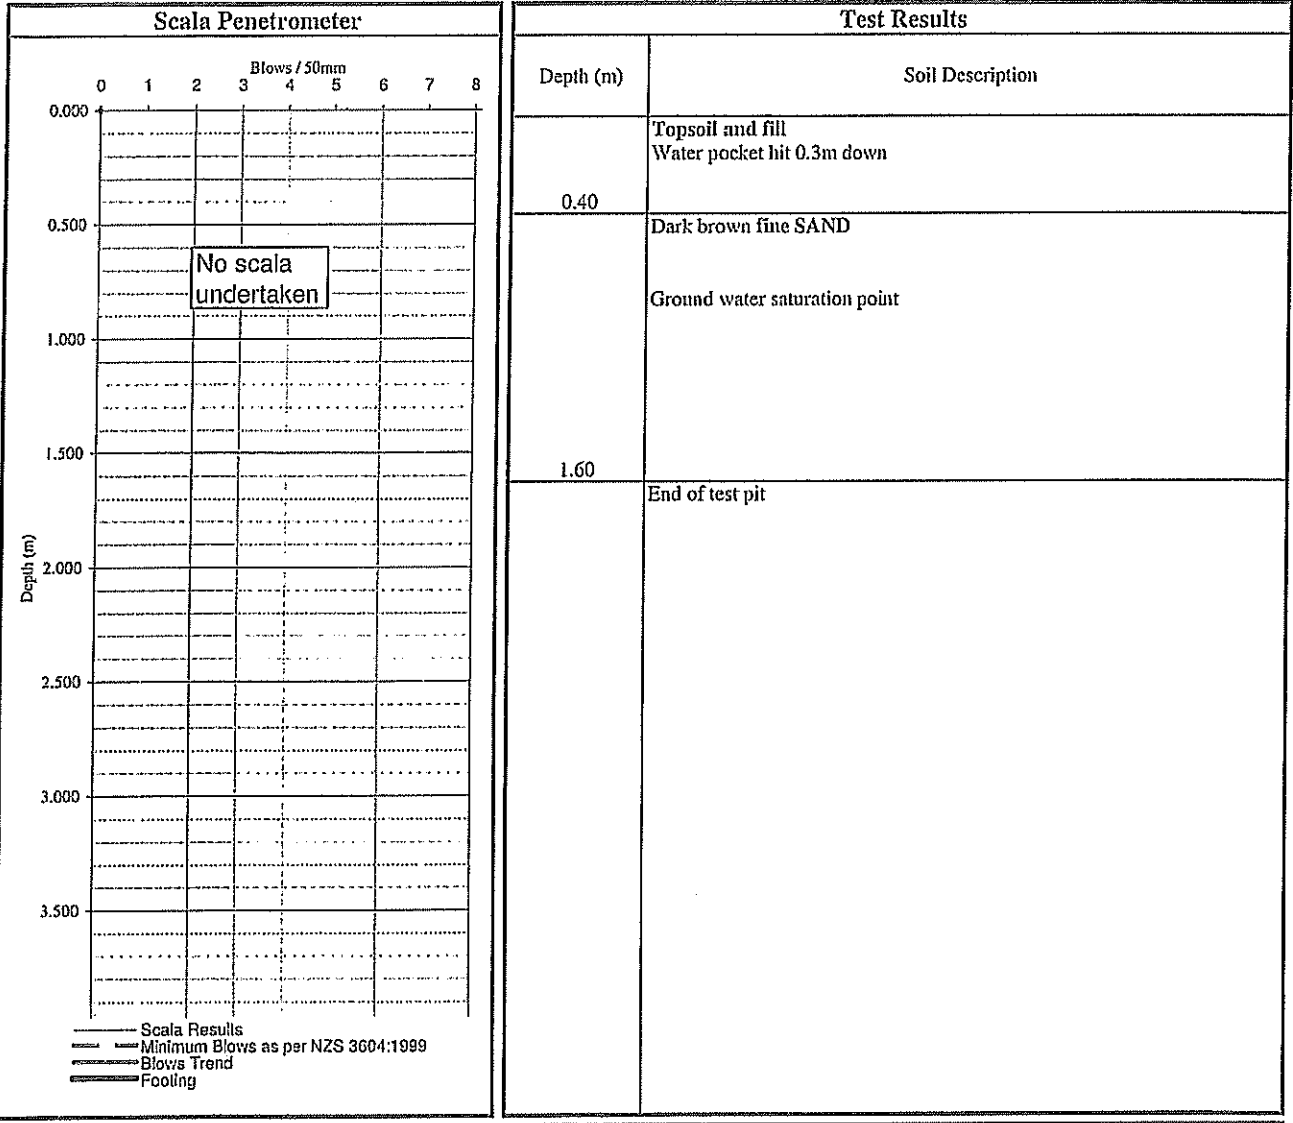 Scala Penetrometer
Blows / 50mm
0 1 2 3 4 5 6 7 8
0.000
0.500
No scala
undertaken
1.000
1.500
Depth (m)
2.000
2.500
3.000
3.500
Scala Results
Minimum Blows as per NZS 3604:1999
Blows Trend
Footing
Test Results
Depth (m) Soil Description
Topsoil and fill
Water pocket hit 0.3m down
0.40
Dark brown fine SAND
Ground water saturation point
1.60
End of test pit